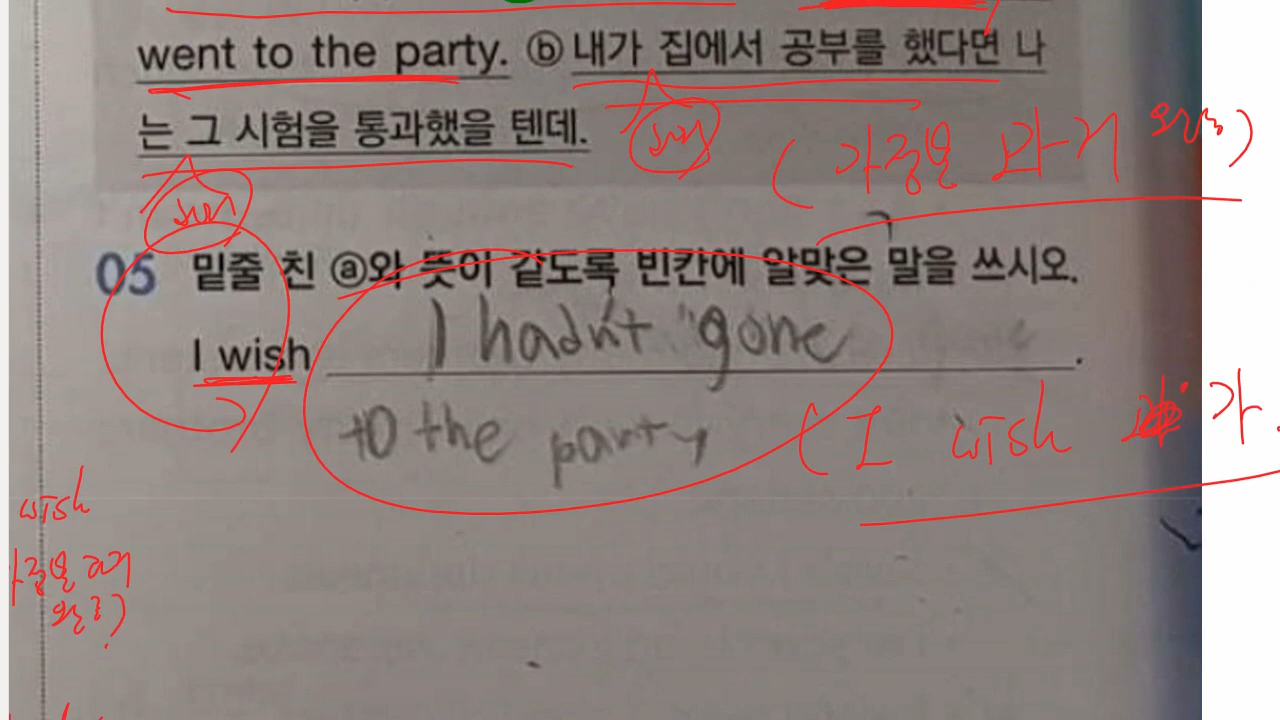 went to the party. ⓑ 내가 집에서 공부를 했다면 나
는 그 시험을 통과했을 텐데.
(가정법 과거 완료)
05 밑줄 친 ⓐ와 뜻이 같도록 빈칸에 알맞은 말을 쓰시오.
I wish I hadn't gone
to the party.
(I wish 가
wish
가정법 과거
완료)